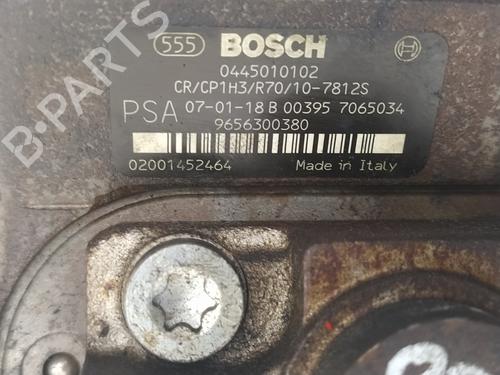 555 BOSCH
0445010102
CR/CP1H3/R70/10-7812S
PSA 07-01-18 B 00395 7065034
9656300380
02001452464 Made in Italy
B-PARTS